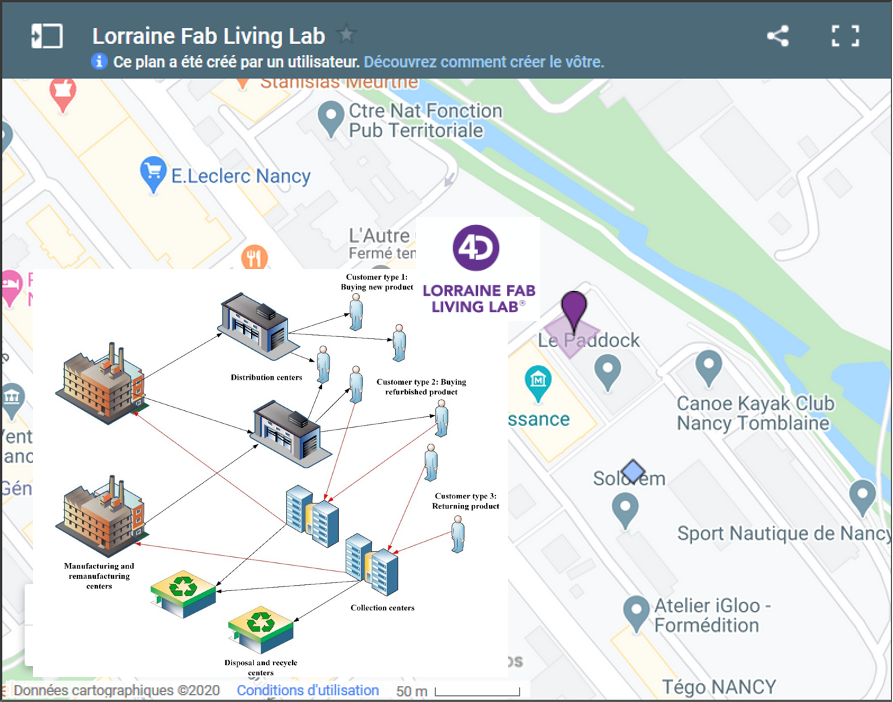 Lorraine Fab Living Lab
Ce plan a été créé par un utilisateur. Découvrez comment créer le vôtre.
Stanislas Meurthe
Ctre Nat Fonction
Pub Territoriale
E.Leclerc Nancy
L'Autre
Fermé
4D
LORRAINE FAB
LIVING LAB®
Customer type 1:
Buying new product
Distribution centers
Customer type 2: Buying
refurbished product
Customer type 3:
Returning product
Manufacturing and
remanufacturing
centers
Collection centers
Disposal and recycle
centers
Le Paddock
ssance
Canoe Kayak Club
Nancy Tomblaine
Solorem
Sport Nautique de Nancy
Atelier iGloo -
Formédition
Tégo NANCY
Données cartographiques ©2020
Conditions d'utilisation
50 m